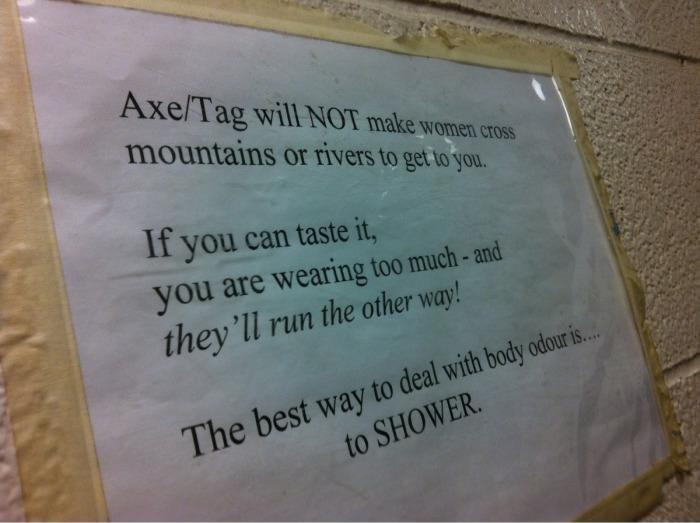 Axe/Tag will NOT make women cross
mountains or rivers to get to you.
If you can taste it,
you are wearing too much - and
they'll run the other way!
The best way to deal with body odour is....
to SHOWER.